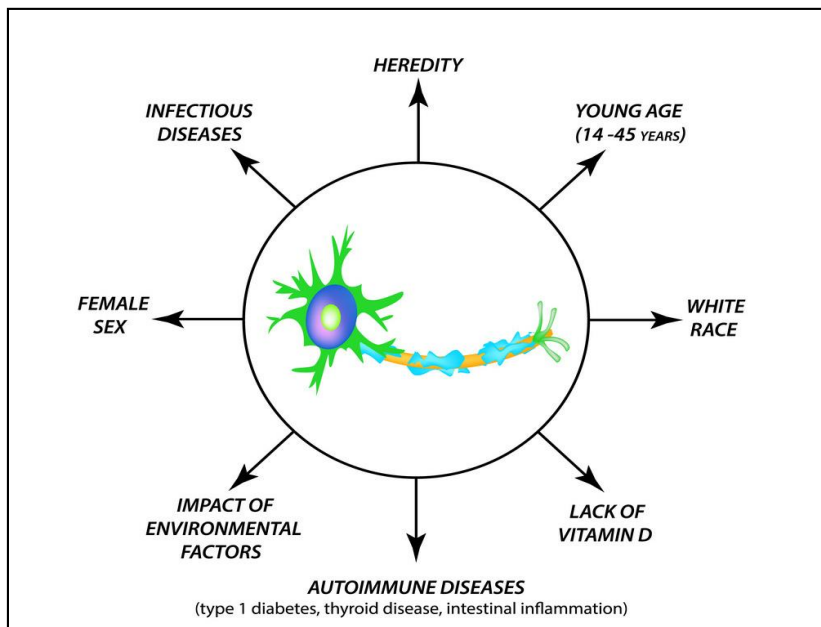 HEREDITY
INFECTIOUS
DISEASES
YOUNG AGE
(14 -45 YEARS)
FEMALE
SEX
WHITE
RACE
IMPACT OF
ENVIRONMENTAL
FACTORS
LACK OF
VITAMIN D
AUTOIMMUNE DISEASES
(type 1 diabetes, thyroid disease, intestinal inflammation)